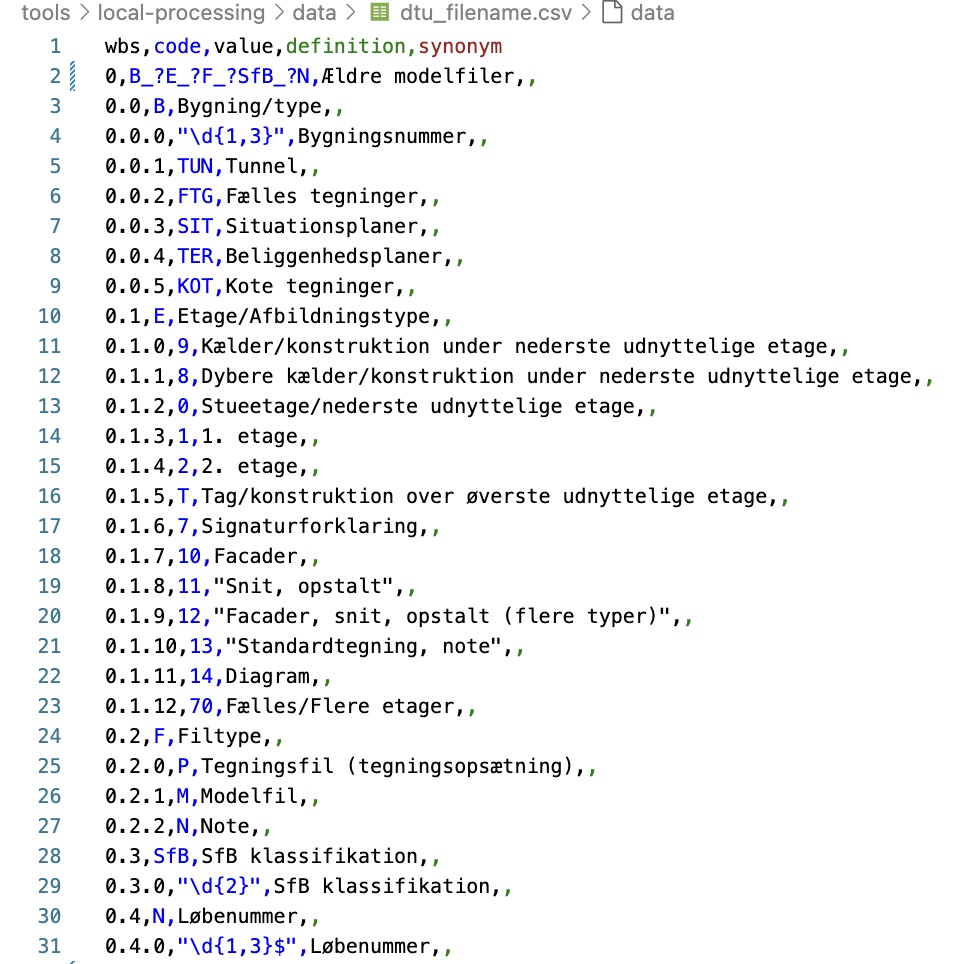 tools > local-processing > data > dtu_filename.csv > data
1 wbs,code,value,definition,synonym
2 0,B_?E_?F_?SfB_?N,Ældre modelfiler,,
3 0.0,B,Bygning/type,,
4 0.0.0,"\d{1,3}",Bygningsnummer,,
5 0.0.1,TUN,Tunnel,,
6 0.0.2,FTG,Fælles tegninger,,
7 0.0.3,SIT,Situationsplaner,,
8 0.0.4,TER,Beliggenhedsplaner,,
9 0.0.5,KOT,Kote tegninger,,
10 0.1,E,Etage/Afbildningstype,,
11 0.1.0,9,Kælder/konstruktion under nederste udnyttelige etage,,
12 0.1.1,8,Dybere kælder/konstruktion under nederste udnyttelige etage,,
13 0.1.2,0,Stueetage/nederste udnyttelige etage,,
14 0.1.3,1,1. etage,,
15 0.1.4,2,2. etage,,
16 0.1.5,T,Tag/konstruktion over øverste udnyttelige etage,,
17 0.1.6,7,Signaturforklaring,,
18 0.1.7,10,Facader,,
19 0.1.8,11,"Snit, opstalt",,
20 0.1.9,12,"Facader, snit, opstalt (flere typer)",,
21 0.1.10,13,"Standardtegning, note",,
22 0.1.11,14,Diagram,,
23 0.1.12,70,Fælles/Flere etager,,
24 0.2,F,Filtype,,
25 0.2.0,P,Tegningsfil (tegningsopsætning),,
26 0.2.1,M,Modelfil,,
27 0.2.2,N,Note,,
28 0.3,SfB,SfB klassifikation,,
29 0.3.0,"\d{2}",SfB klassifikation,,
30 0.4,N,Løbenummer,,
31 0.4.0,"\d{1,3}$",Løbenummer,,